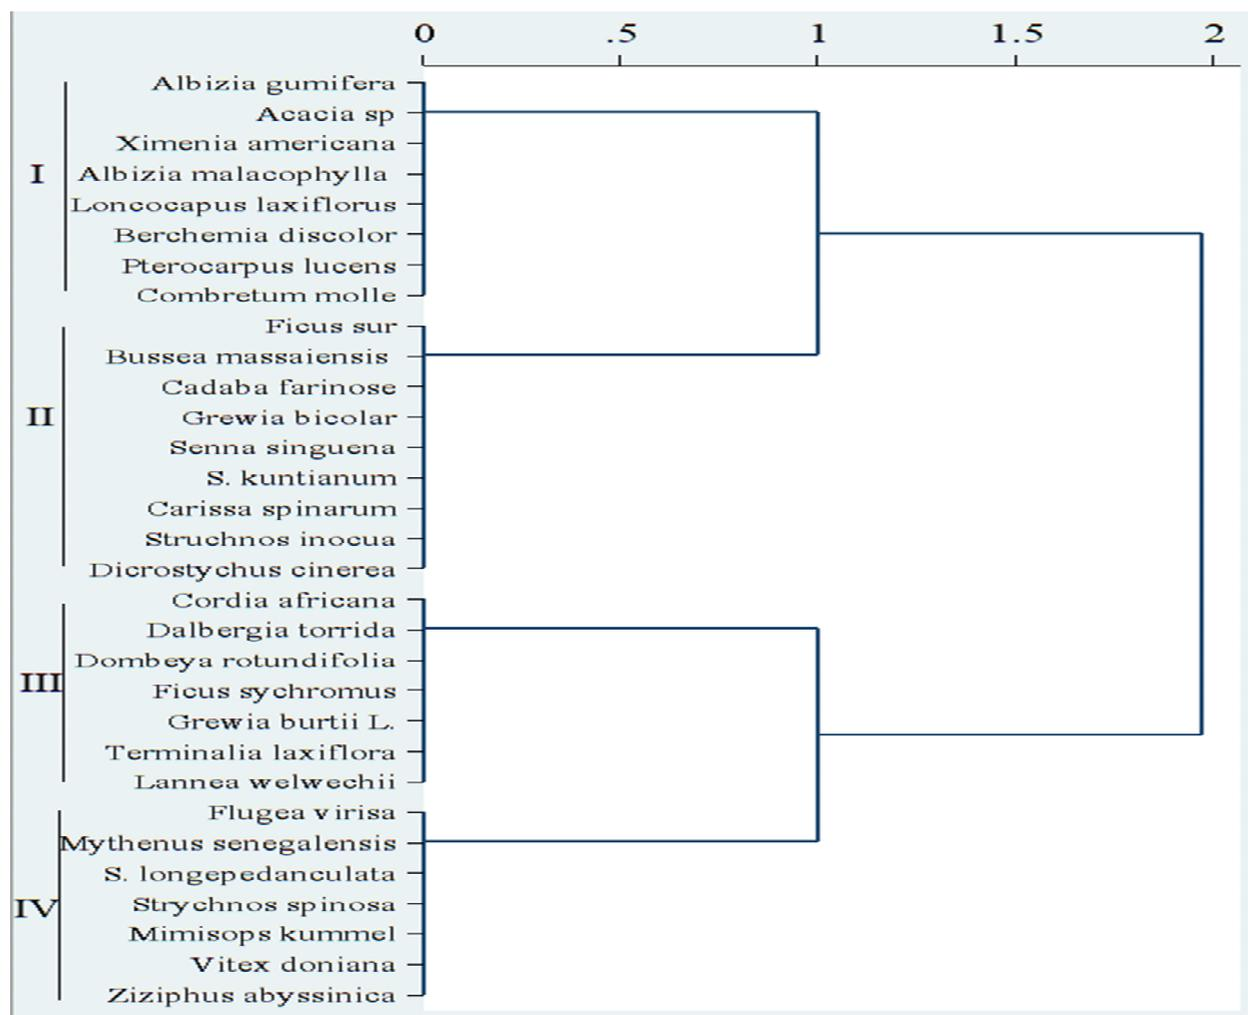 0 .5 1 1.5 2
Albizia gumifera
Acacia sp
Ximenia americana
I
Albizia malacophylla
Loncocapus laxiflorus
Berchemia discolor
Pterocarpus lucens
Combretum molle
Ficus sur
Bussea massaiensis
Cadaba farinose
II
Grewia bicolar
Senna singuena
S. kuntianum
Carissa spinarum
Struchnos inocua
Dicrostychus cinerea
Cordia africana
Dalbergia torrida
Dombeya rotundifolia
III
Ficus sychromus
Grewia burtii L.
Terminalia laxiflora
Lannea welwechii
Flugea virisa
Mythenus senegalensis
S. longepedanculata
IV
Strychnos spinosa
Mimisops kummel
Vitex doniana
Ziziphus abyssinica